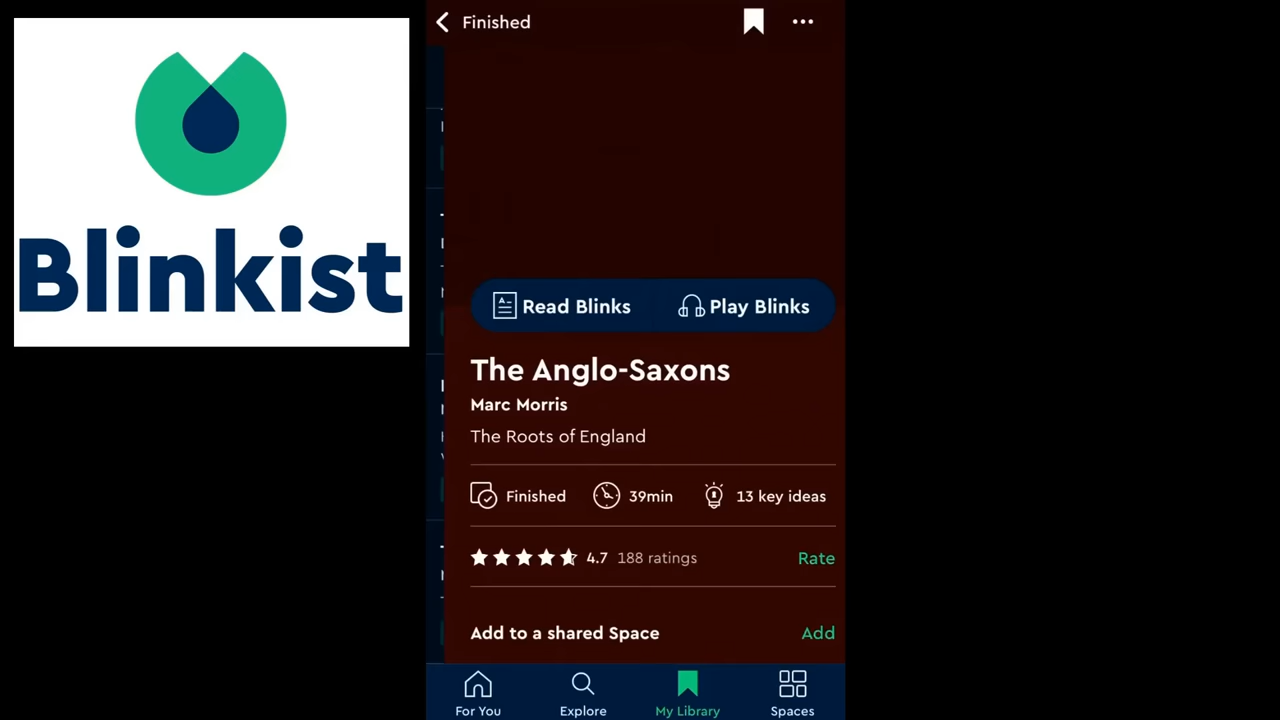 Blinkist
Finished
Read Blinks
Play Blinks
The Anglo-Saxons
Marc Morris
The Roots of England
Finished
39min
13 key ideas
4.7
188 ratings
Rate
Add to a shared Space
Add
For You
Explore
My Library
Spaces